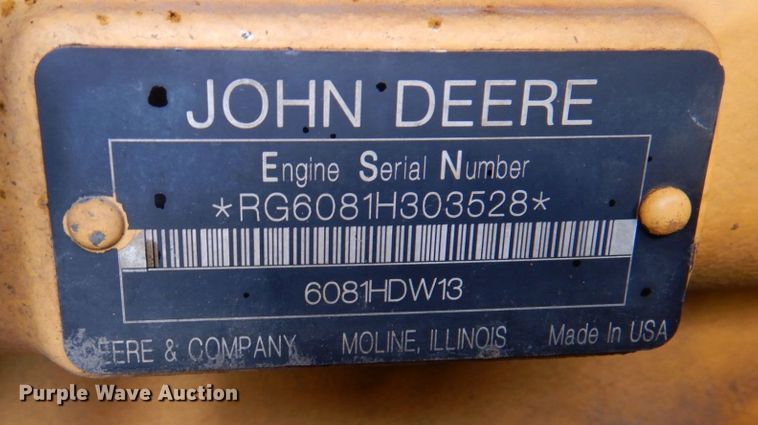 JOHN DEERE
Engine Serial Number
*RG6081H303528*
6081HDW13
EERE & COMPANY MOLINE, ILLINOIS Made In USA
Purple Wave Auction